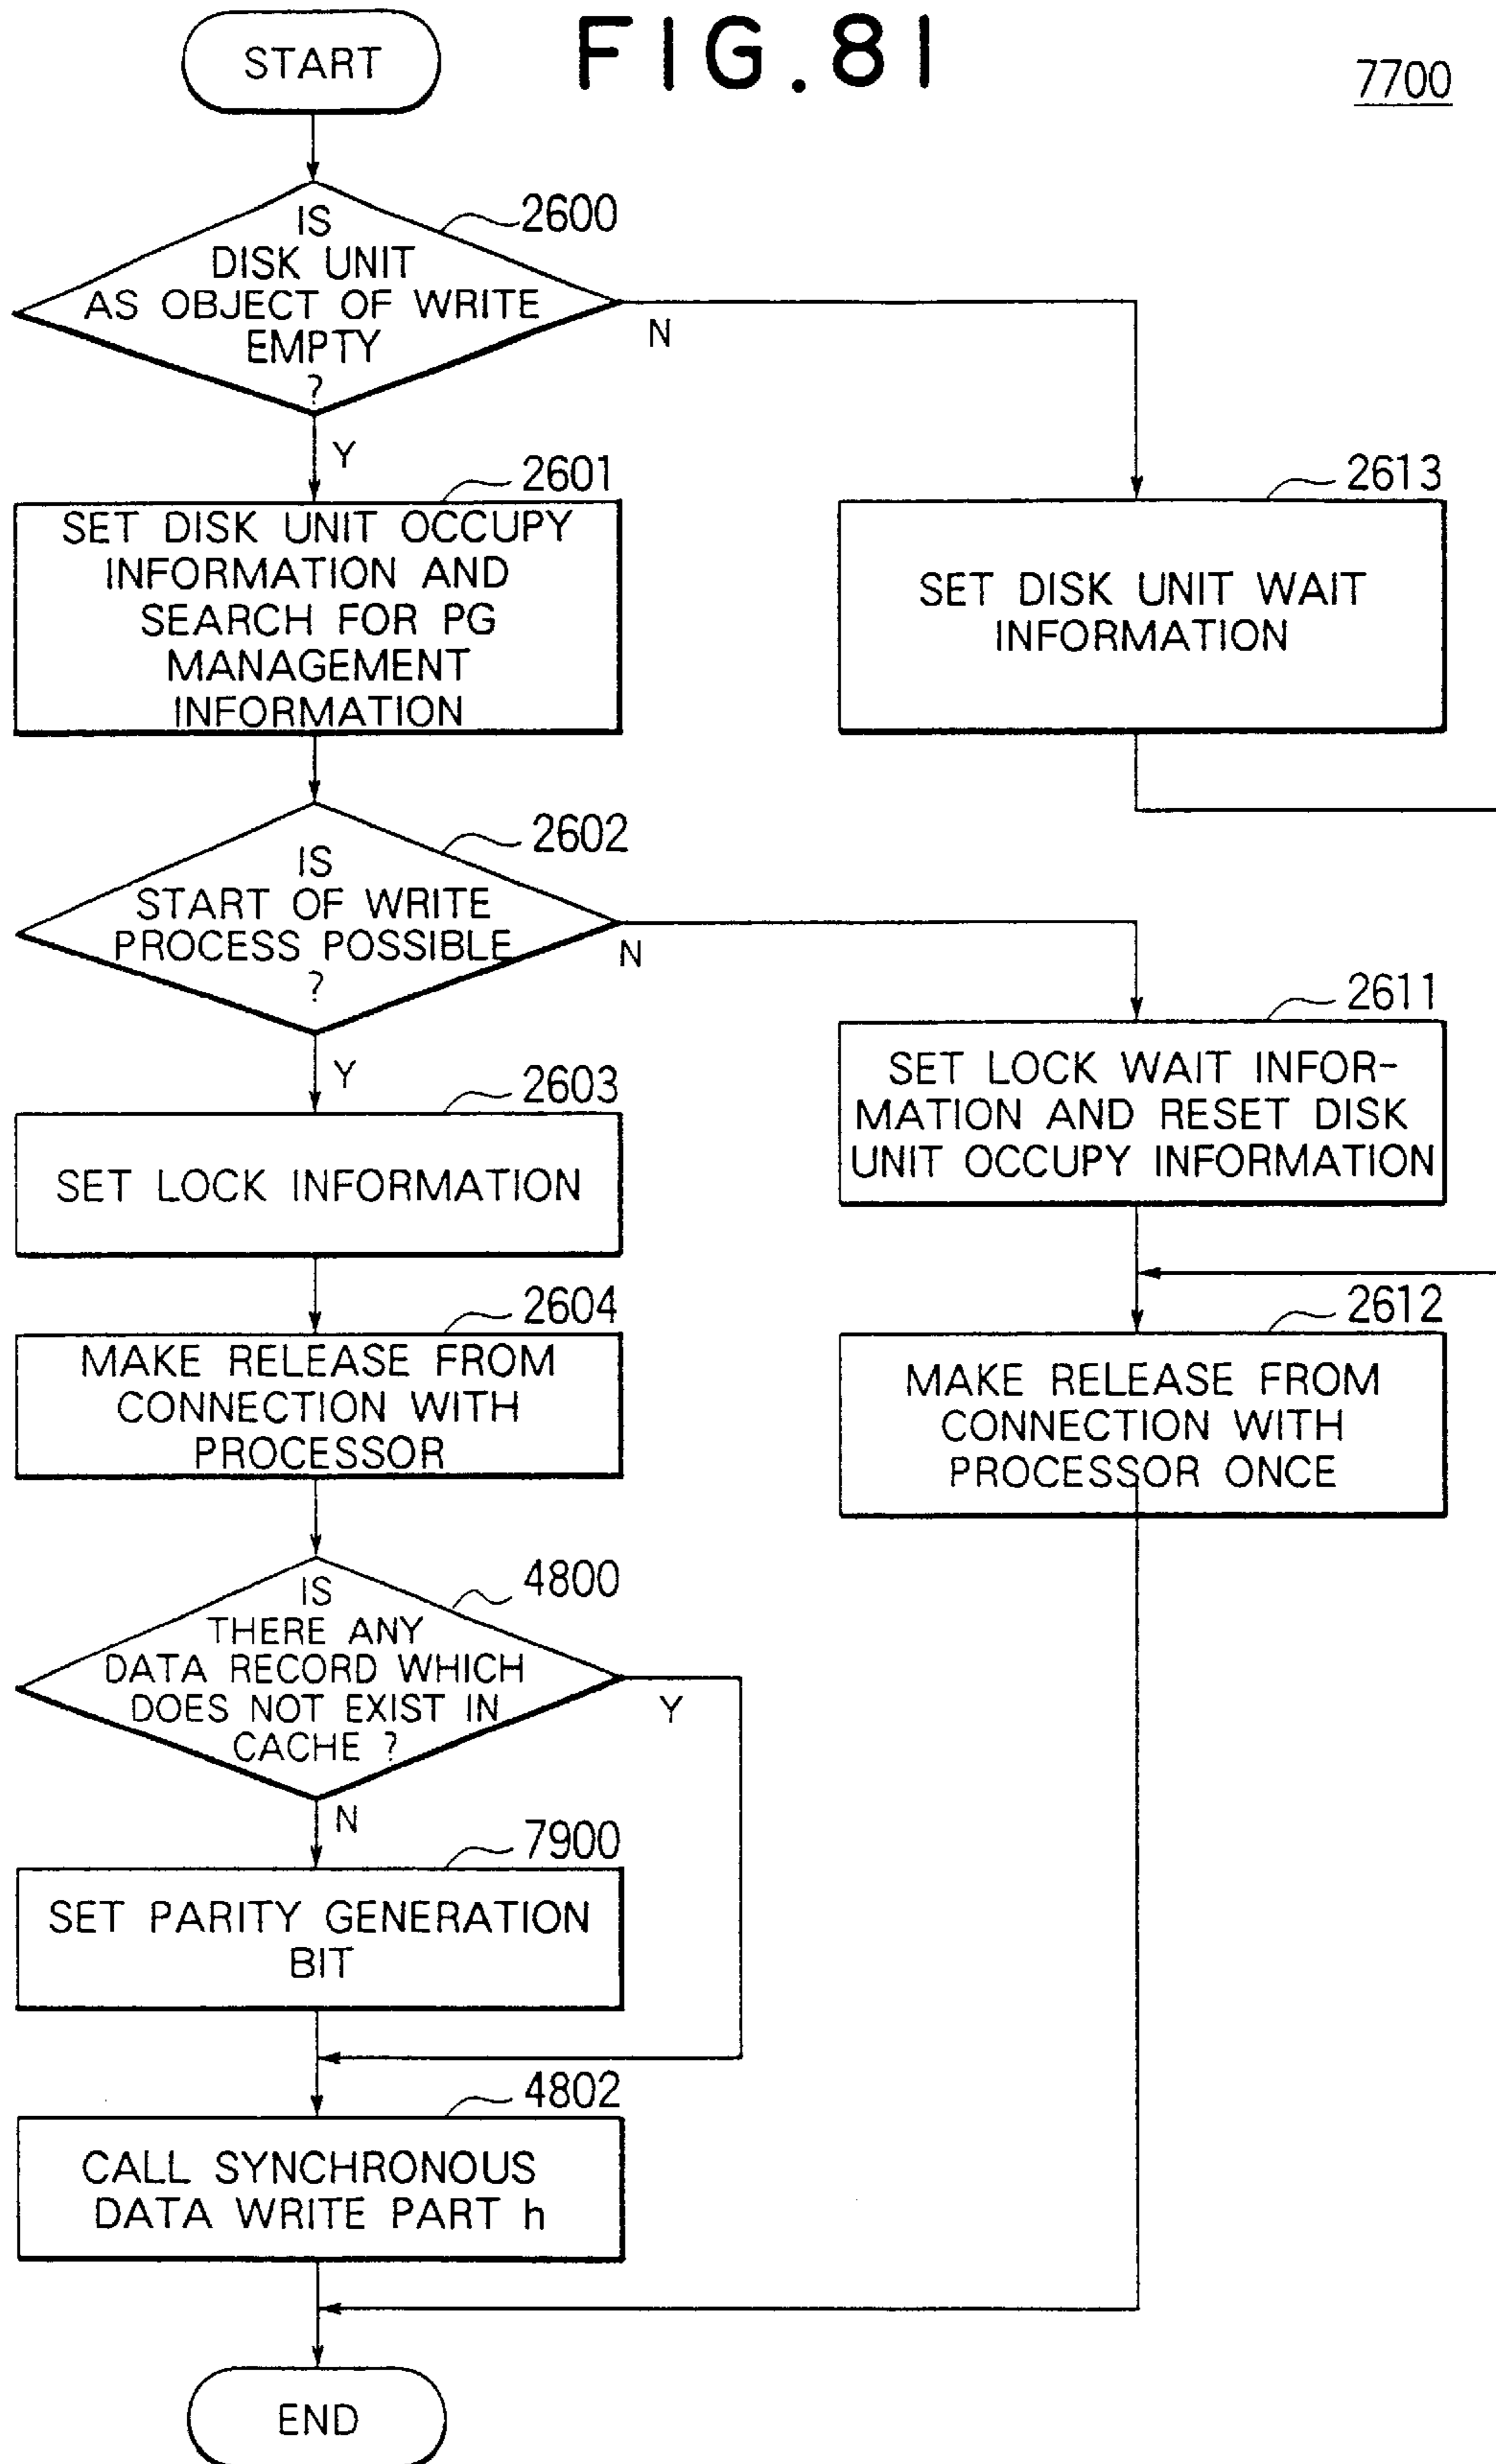 FIG.81
7700
START
2600
IS
DISK UNIT
AS OBJECT OF WRITE
EMPTY
?
N
Y
2601
SET DISK UNIT OCCUPY
INFORMATION AND
SEARCH FOR PG
MANAGEMENT
INFORMATION
2613
SET DISK UNIT WAIT
INFORMATION
2602
IS
START OF WRITE
PROCESS POSSIBLE
?
N
Y
2603
SET LOCK INFORMATION
2611
SET LOCK WAIT INFOR-
MATION AND RESET DISK
UNIT OCCUPY INFORMATION
2604
MAKE RELEASE FROM
CONNECTION WITH
PROCESSOR
2612
MAKE RELEASE FROM
CONNECTION WITH
PROCESSOR ONCE
4800
IS
THERE ANY
DATA RECORD WHICH
DOES NOT EXIST IN
CACHE ?
Y
N
7900
SET PARITY GENERATION
BIT
4802
CALL SYNCHRONOUS
DATA WRITE PART h
END